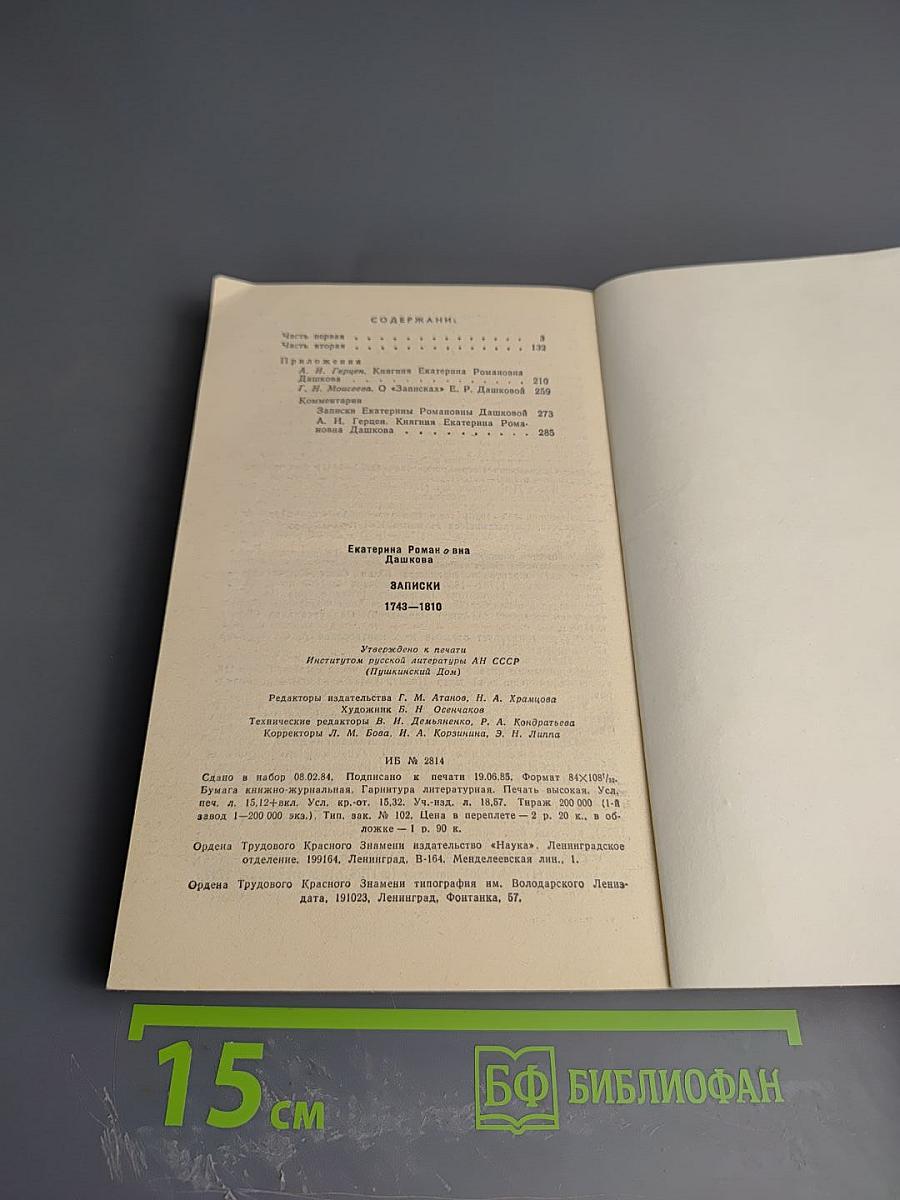 СОДЕРЖАНИ
Часть первая . . . . . . . . . . . . . 3
Часть вторая . . . . . . . . . . . . . 132
Приложения
А. И. Герцен. Княгиня Екатерина Романовна
Дашкова . . . . . . . . . . . . . 210
Г. Н. Моисеева. О «Записках» Е. Р. Дашковой 259
Комментарии
Записки Екатерины Романовны Дашковой 273
А. И. Герцен. Княгиня Екатерина Рома-
новна Дашкова . . . . . . . . . . 285
Екатерина Романовна
Дашкова
ЗАПИСКИ
1743—1810
Утверждено к печати
Институтом русской литературы АН СССР
(Пушкинский Дом)
Редакторы издательства Г. М. Атанов, Н. А. Храмцова
Художник Б. Н Осенчаков
Технические редакторы В. И. Демьяненко, Р. А. Кондратьева
Корректоры Л. М. Бова, И. А. Корзинина, Э. Н. Липпа
ИБ № 2814
Сдано в набор 08.02.84. Подписано к печати 19.06.85. Формат 84×108¹/₃₂.
Бумага книжно-журнальная. Гарнитура литературная. Печать высокая. Усл.
печ. л. 15,12+вкл. Усл. кр.-от. 15,32. Уч.-изд. л. 18,57. Тираж 200 000 (1-й
завод 1—200 000 экз.). Тип. зак. № 102. Цена в переплете — 2 р. 20 к., в об-
ложке — 1 р. 90 к.
Ордена Трудового Красного Знамени издательство «Наука». Ленинградское
отделение. 199164, Ленинград, В-164, Менделеевская лин., 1.
Ордена Трудового Красного Знамени типография им. Володарского Лениз-
дата, 191023, Ленинград, Фонтанка, 57.
15 см
БФ БИБЛИОФАН